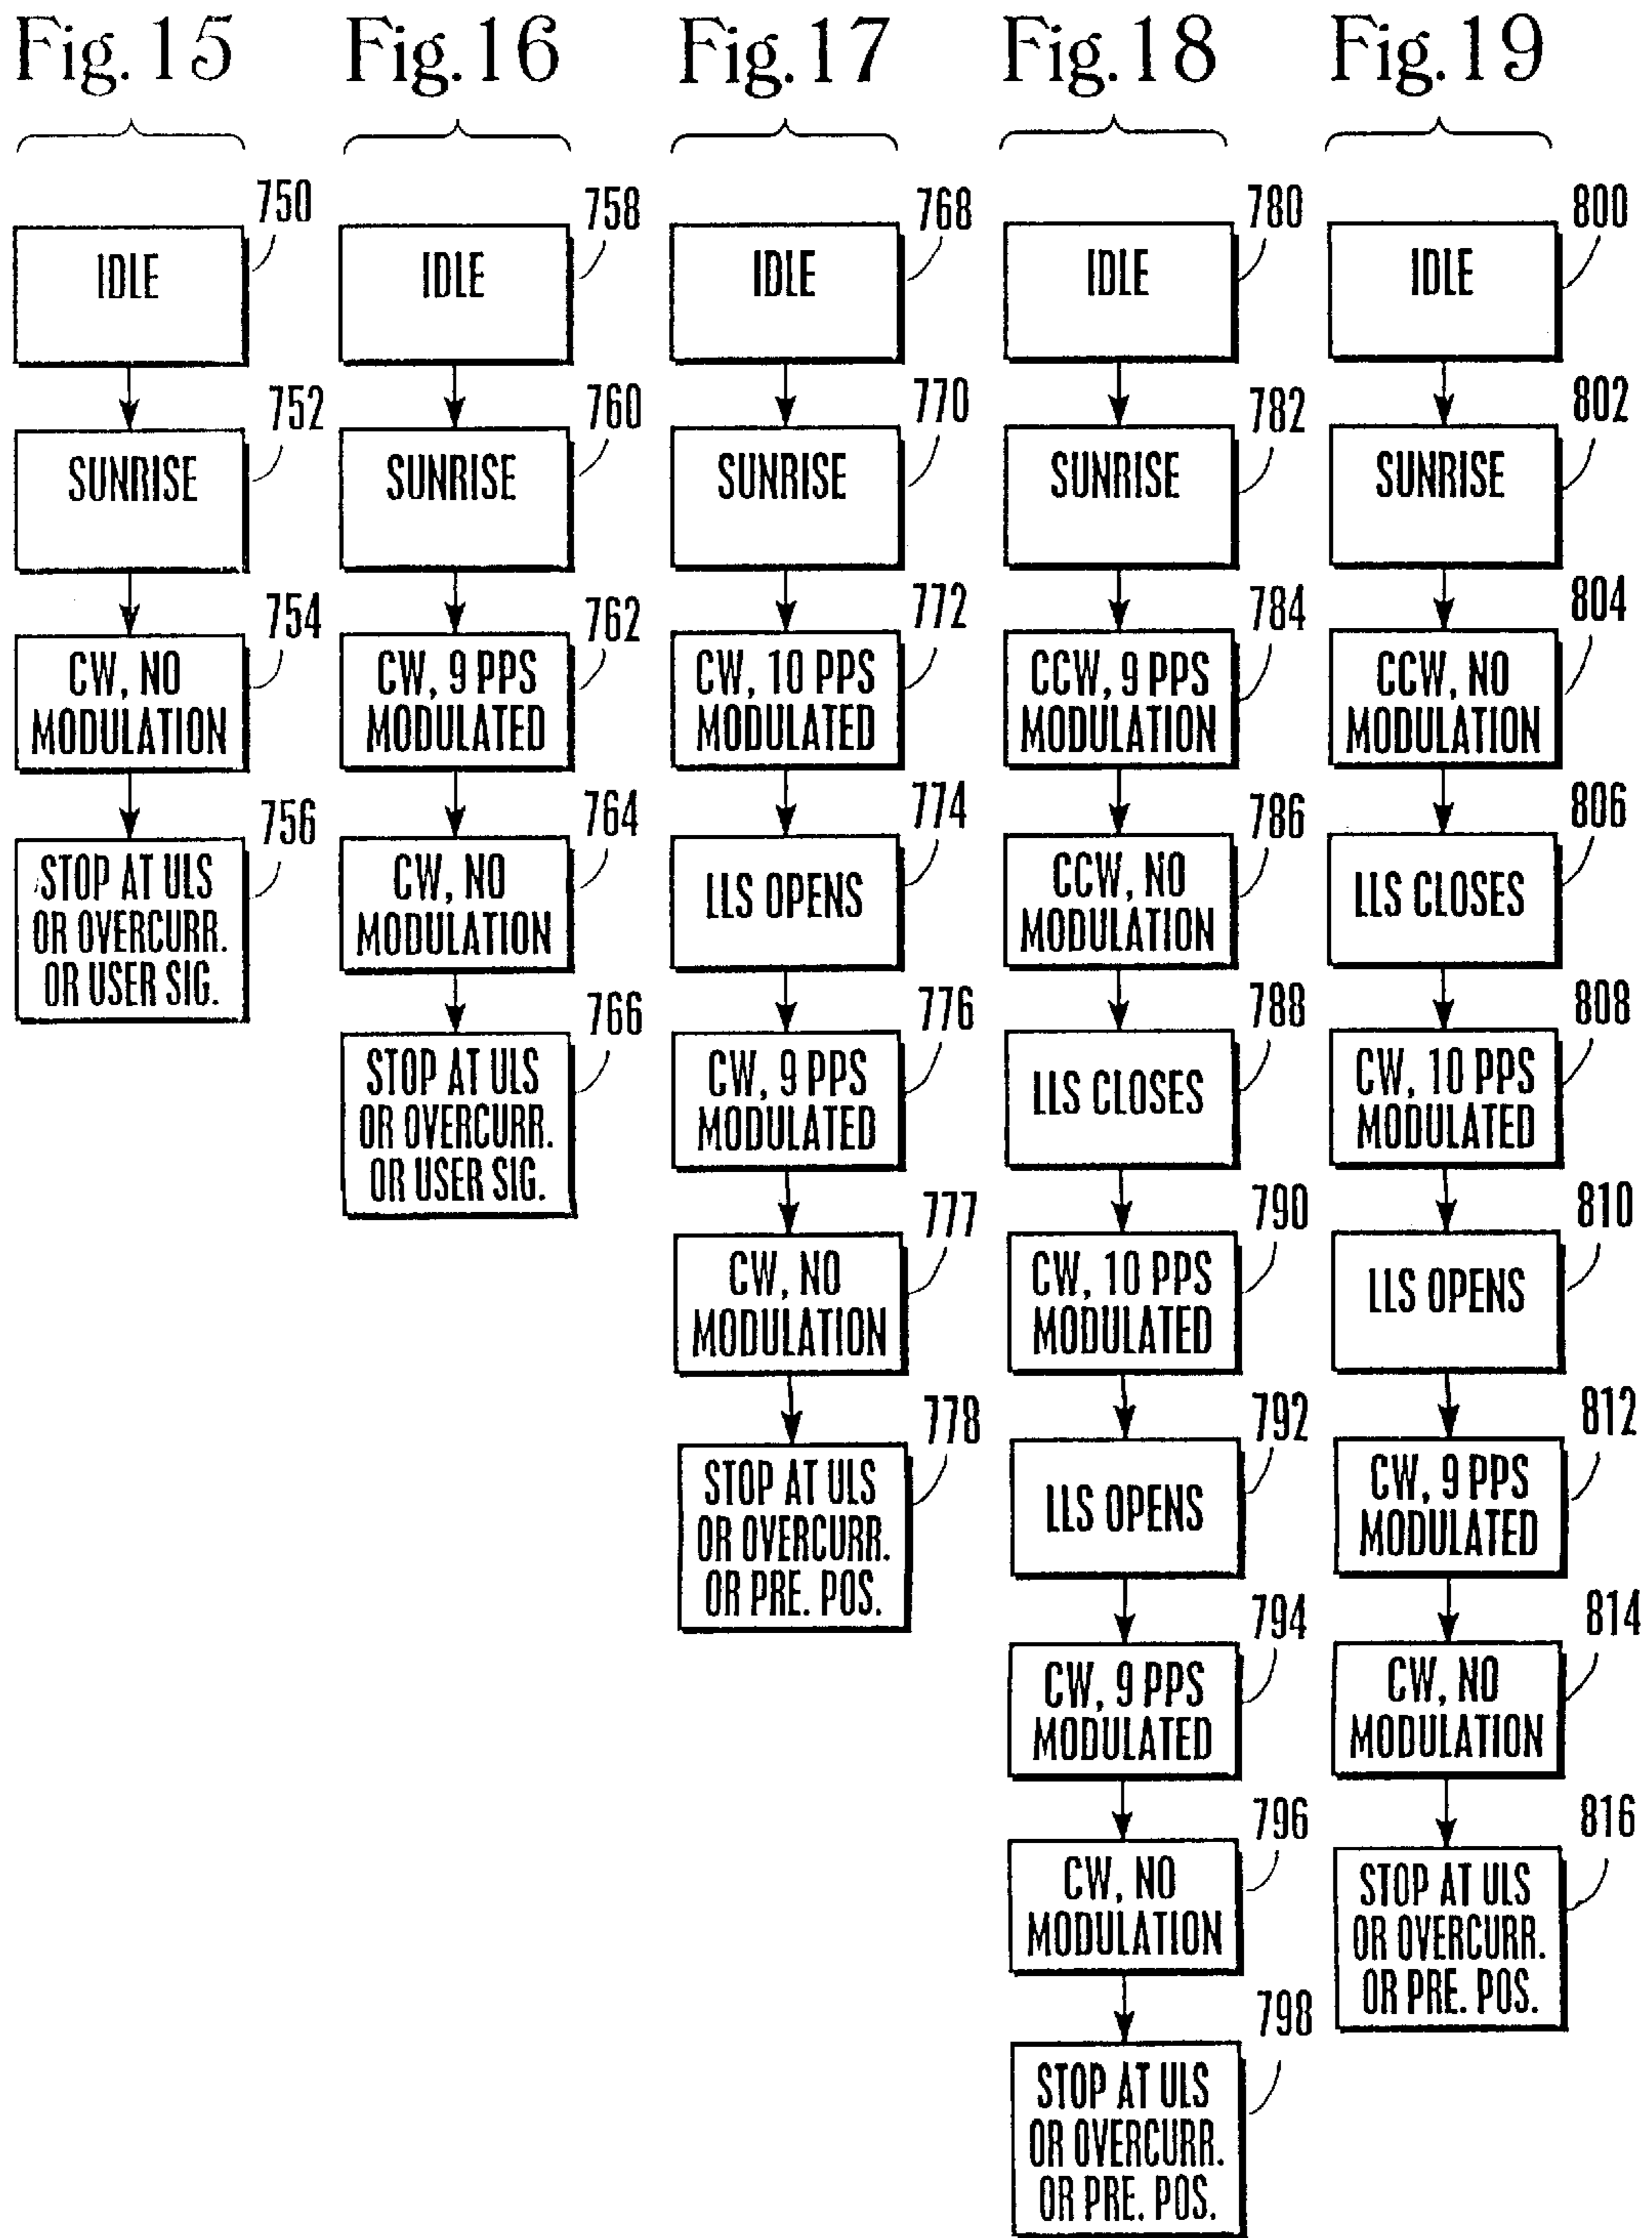 Fig. 15
750
IDLE
752
SUNRISE
754
CW, NO
MODULATION
756
STOP AT ULS
OR OVERCURR.
OR USER SIG.
Fig. 16
758
IDLE
760
SUNRISE
762
CW, 9 PPS
MODULATED
764
CW, NO
MODULATION
766
STOP AT ULS
OR OVERCURR.
OR USER SIG.
Fig. 17
768
IDLE
770
SUNRISE
772
CW, 10 PPS
MODULATED
774
LLS OPENS
776
CW, 9 PPS
MODULATED
777
CW, NO
MODULATION
778
STOP AT ULS
OR OVERCURR.
OR PRE. POS.
Fig. 18
780
IDLE
782
SUNRISE
784
CCW, 9 PPS
MODULATION
786
CCW, NO
MODULATION
788
LLS CLOSES
790
CW, 10 PPS
MODULATED
792
LLS OPENS
794
CW, 9 PPS
MODULATED
796
CW, NO
MODULATION
798
STOP AT ULS
OR OVERCURR.
OR PRE. POS.
Fig. 19
800
IDLE
802
SUNRISE
804
CCW, NO
MODULATION
806
LLS CLOSES
808
CW, 10 PPS
MODULATED
810
LLS OPENS
812
CW, 9 PPS
MODULATED
814
CW, NO
MODULATION
816
STOP AT ULS
OR OVERCURR.
OR PRE. POS.